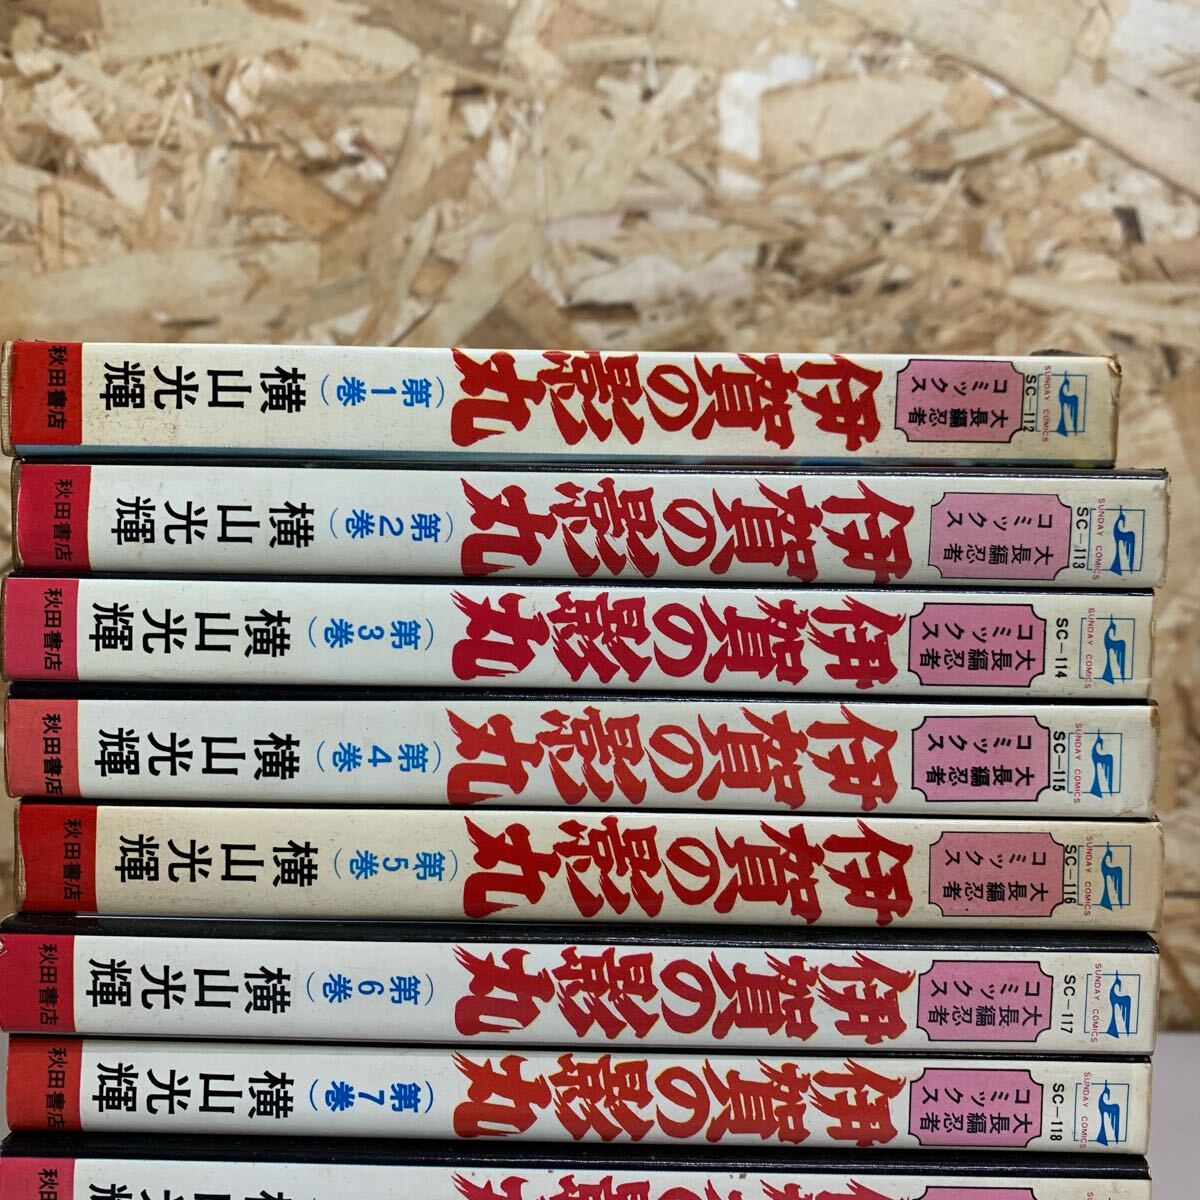 SUNDAY COMICS
SC-112
大長編忍者
コミックス
伊賀の影丸
(第1巻)
横山光輝
秋田書店
SUNDAY COMICS
SC-113
大長編忍者
コミックス
伊賀の影丸
(第2巻)
横山光輝
秋田書店
SUNDAY COMICS
SC-114
大長編忍者
コミックス
伊賀の影丸
(第3巻)
横山光輝
秋田書店
SUNDAY COMICS
SC-115
大長編忍者
コミックス
伊賀の影丸
(第4巻)
横山光輝
秋田書店
SUNDAY COMICS
SC-116
大長編忍者
コミックス
伊賀の影丸
(第5巻)
横山光輝
秋田書店
SUNDAY COMICS
SC-117
大長編忍者
コミックス
伊賀の影丸
(第6巻)
横山光輝
秋田書店
SUNDAY COMICS
SC-118
大長編忍者
コミックス
伊賀の影丸
(第7巻)
横山光輝
秋田書店